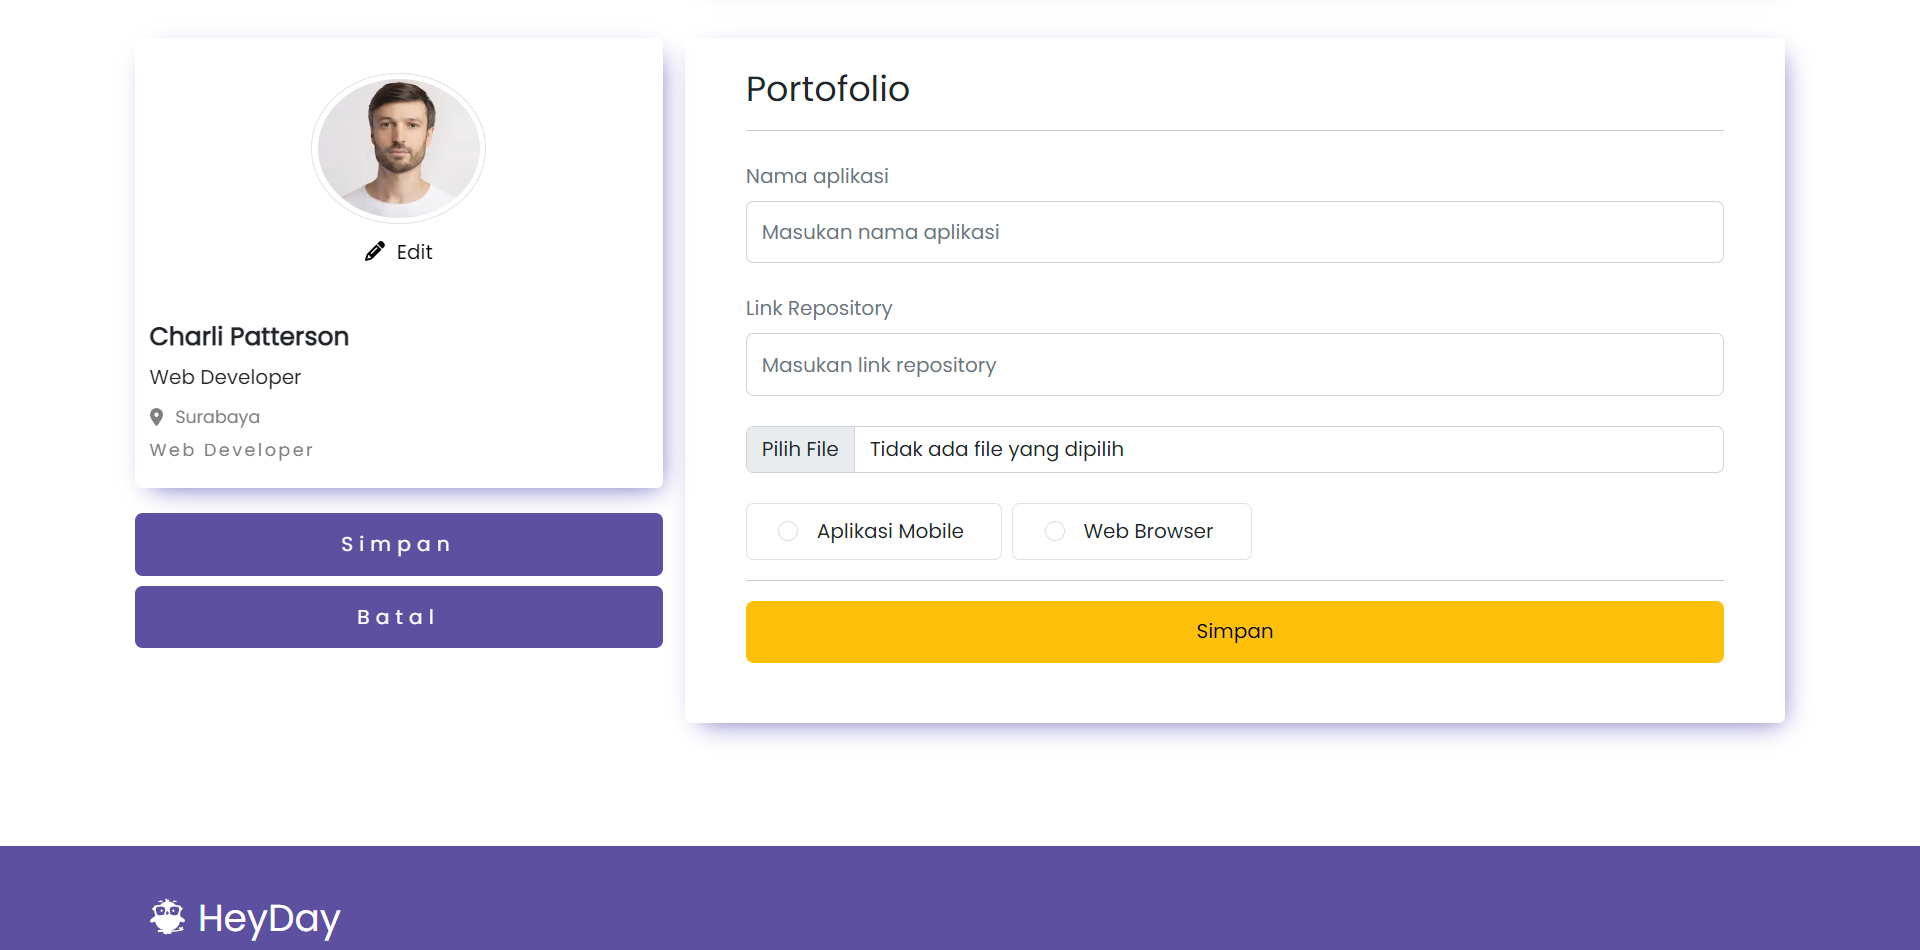 Edit
Charli Patterson
Web Developer
Surabaya
Web Developer
Simpan
Batal
Portofolio
Nama aplikasi
Masukan nama aplikasi
Link Repository
Masukan link repository
Pilih File Tidak ada file yang dipilih
Aplikasi Mobile Web Browser
Simpan
HeyDay